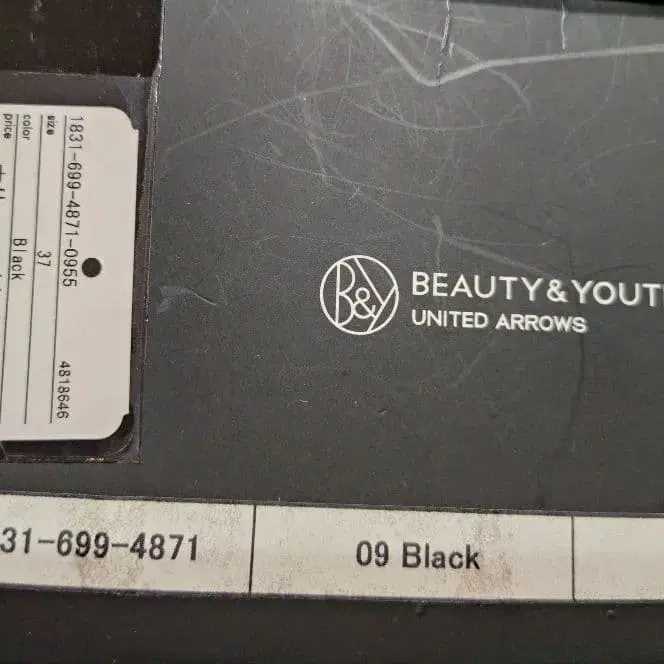 1831-699-4871-0955
4818646
size
37
color
Black
price
B&Y
BEAUTY&YOUT
UNITED ARROWS
31-699-4871
09 Black